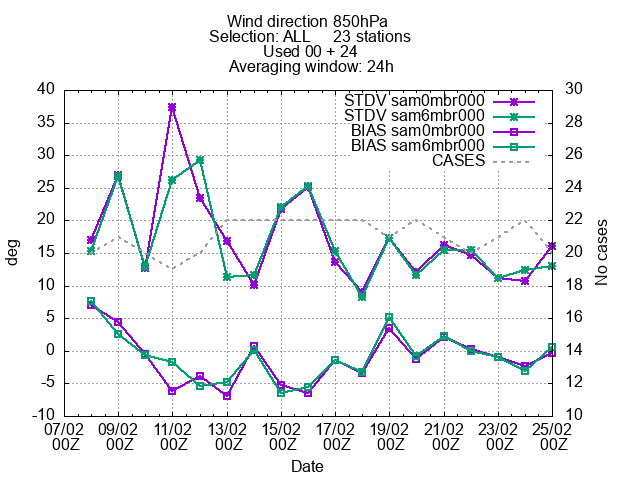 Wind direction 850hPa
Selection: ALL 23 stations
Used 00 + 24
Averaging window: 24h
STDV sam0mbr000
STDV sam6mbr000
BIAS sam0mbr000
BIAS sam6mbr000
CASES
40
35
30
25
20
15
10
5
0
-5
-10
deg
30
28
26
24
22
20
18
16
14
12
10
No cases
07/02 09/02 11/02 13/02 15/02 17/02 19/02 21/02 23/02 25/02
00Z 00Z 00Z 00Z 00Z 00Z 00Z 00Z 00Z 00Z
Date